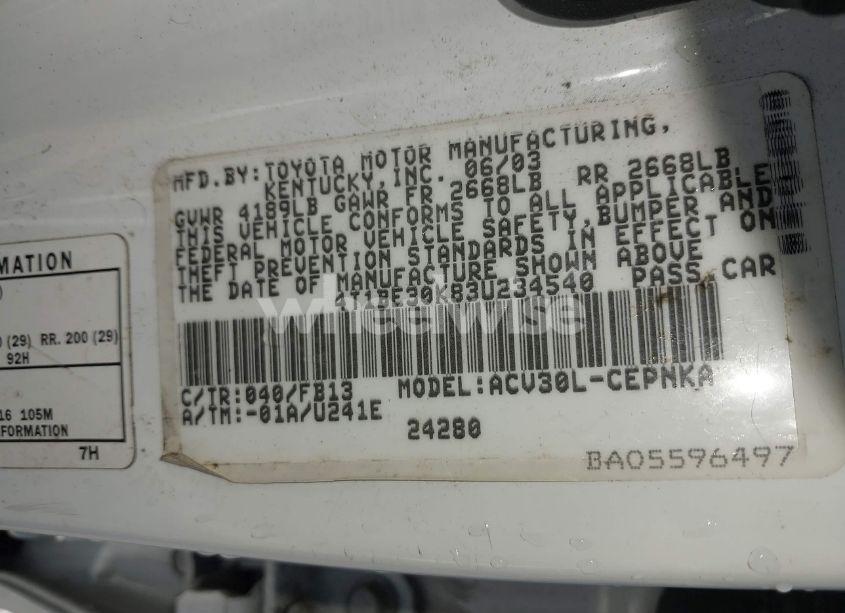 MFD.BY:TOYOTA MOTOR MANUFACTURING,
KENTUCKY,INC. 06/03
GVWR 4189LB GAWR FR 2668LB RR 2668LB
THIS VEHICLE CONFORMS TO ALL APPLICABLE
FEDERAL MOTOR VEHICLE SAFETY,BUMPER AND
THEFT PREVENTION STANDARDS IN EFFECT ON
THE DATE OF MANUFACTURE SHOWN ABOVE
4T1BE30K83U234540 PASS.CAR
wheelwise
C/TR:040/FB13 MODEL:ACV30L-CEPNKA
A/TM:-01A/U241E
24280
BA05596497
MATION
(29) RR. 200 (29)
92H
16 105M
FORMATION
7H